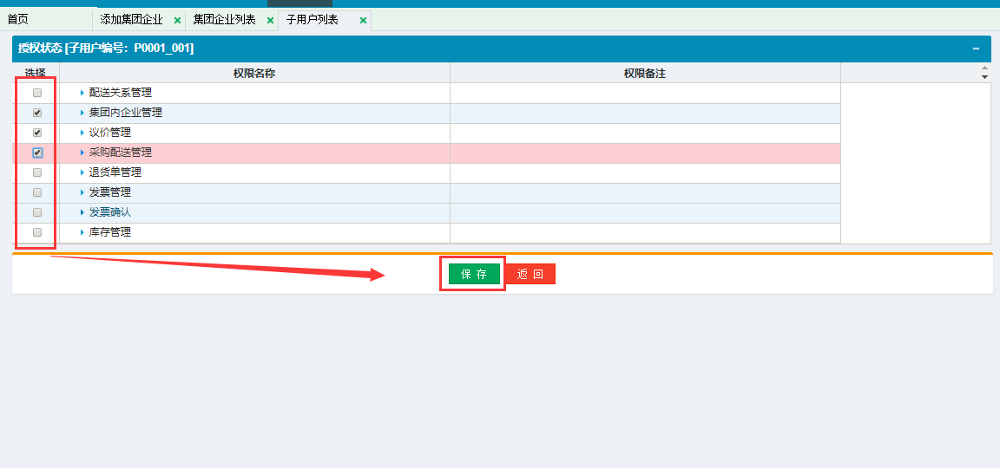 首页 添加集团企业 集团企业列表 子用户列表
授权状态 [子用户编号：P0001_001]
选择 权限名称 权限备注
配送关系管理
集团内企业管理
议价管理
采购配送管理
退货单管理
发票管理
发票确认
库存管理
保 存 返 回